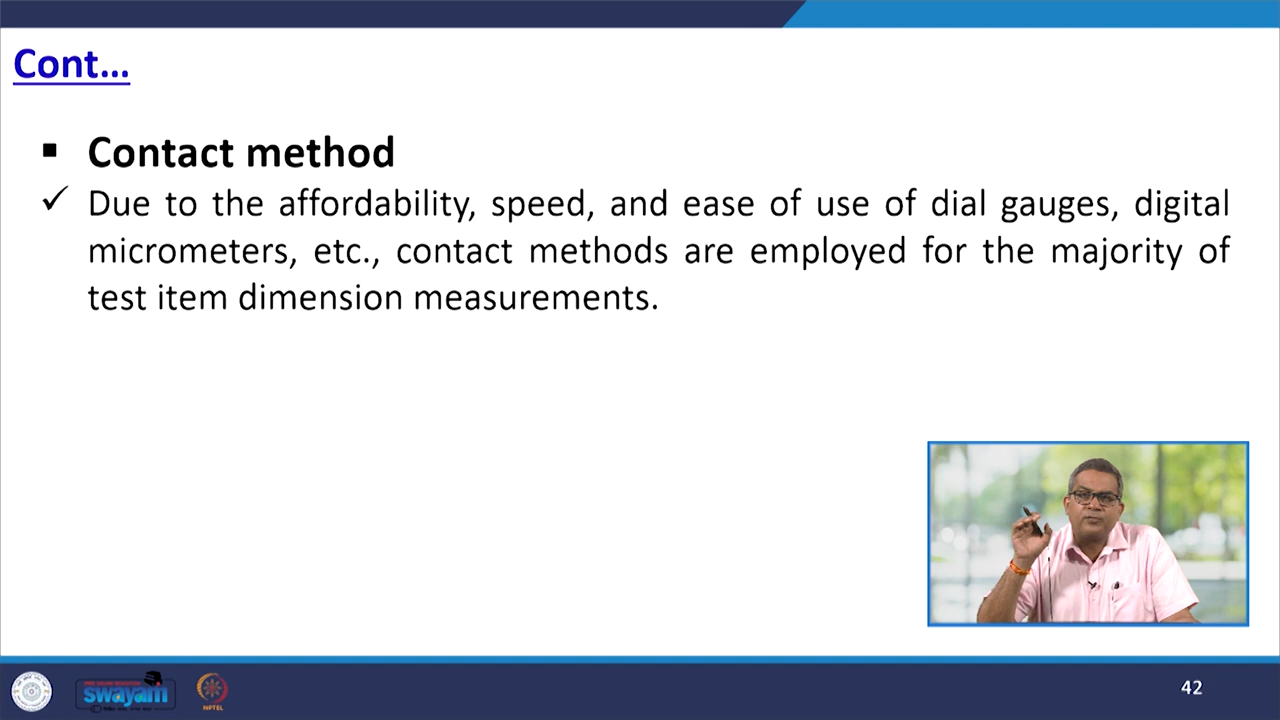 Cont...
▪ Contact method
✓ Due to the affordability, speed, and ease of use of dial gauges, digital
micrometers, etc., contact methods are employed for the majority of
test item dimension measurements.
swayam
NPTEL
42